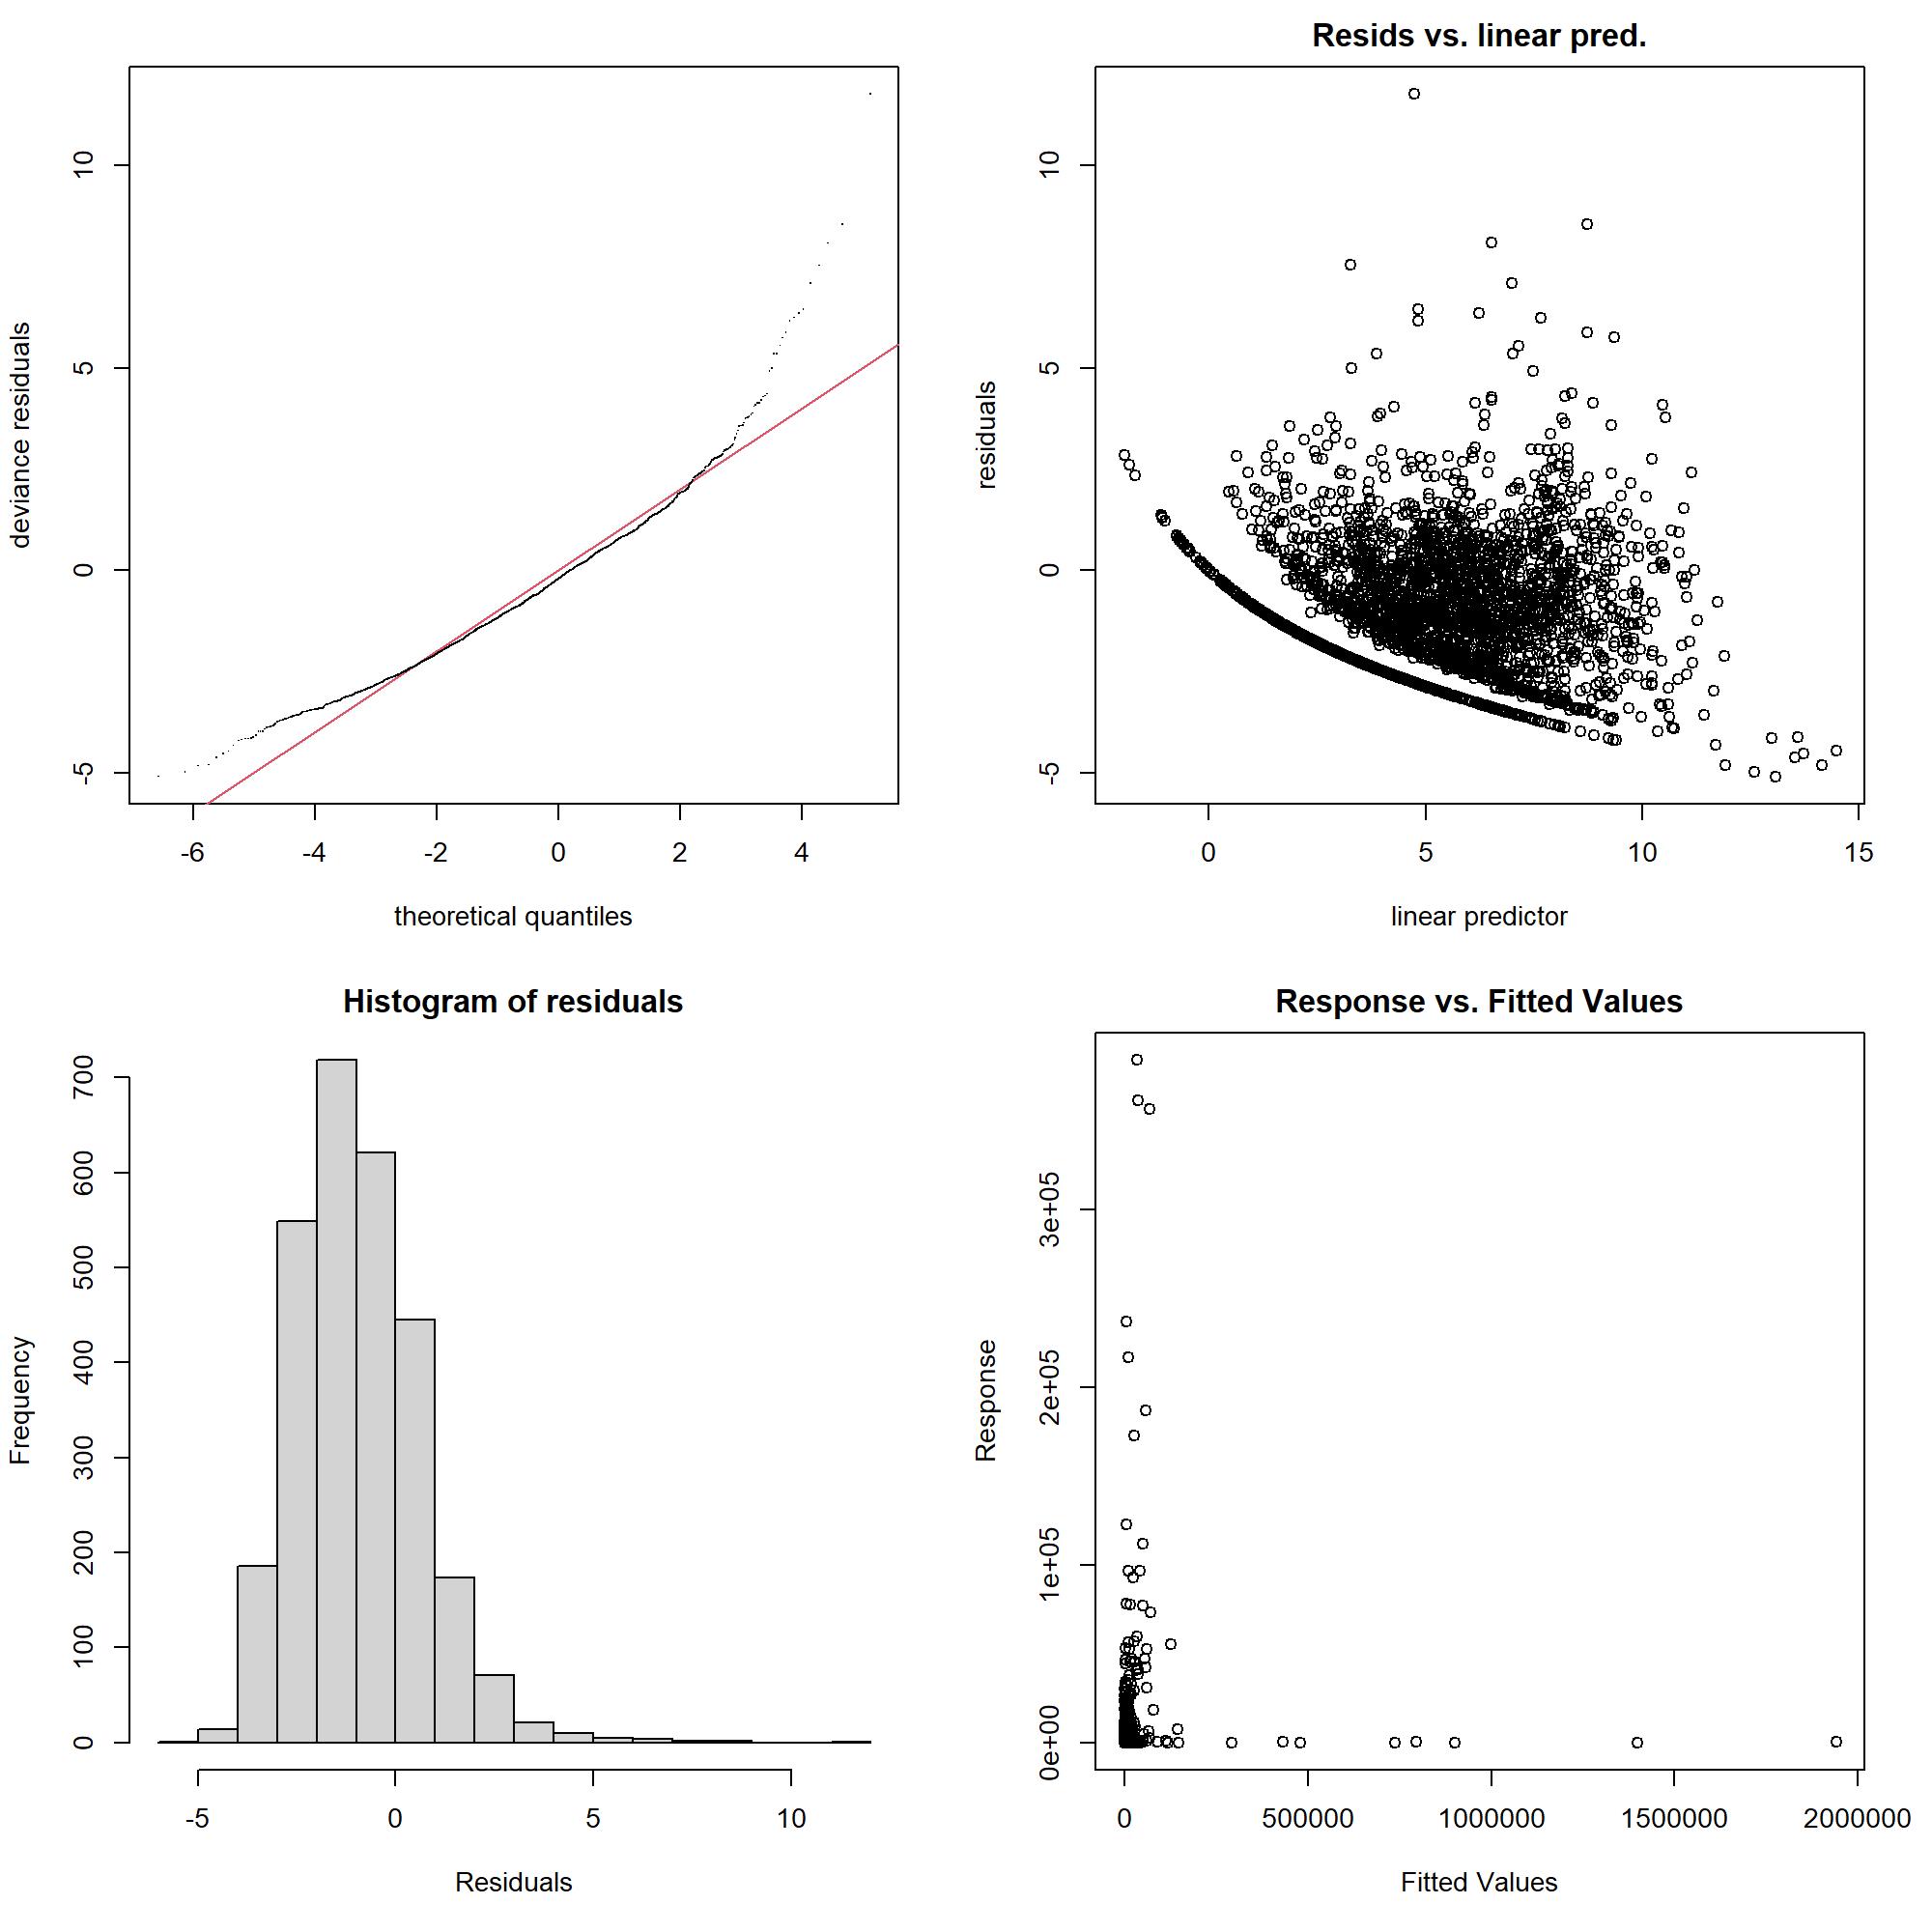 deviance residuals
10
5
0
-5
-6
-4
-2
0
2
4
theoretical quantiles
Resids vs. linear pred.
residuals
10
5
0
-5
0
5
10
15
linear predictor
Histogram of residuals
Frequency
700
600
500
400
300
200
100
0
-5
0
5
10
Residuals
Response vs. Fitted Values
Response
3e+05
2e+05
1e+05
0e+00
0
500000
1000000
1500000
2000000
Fitted Values